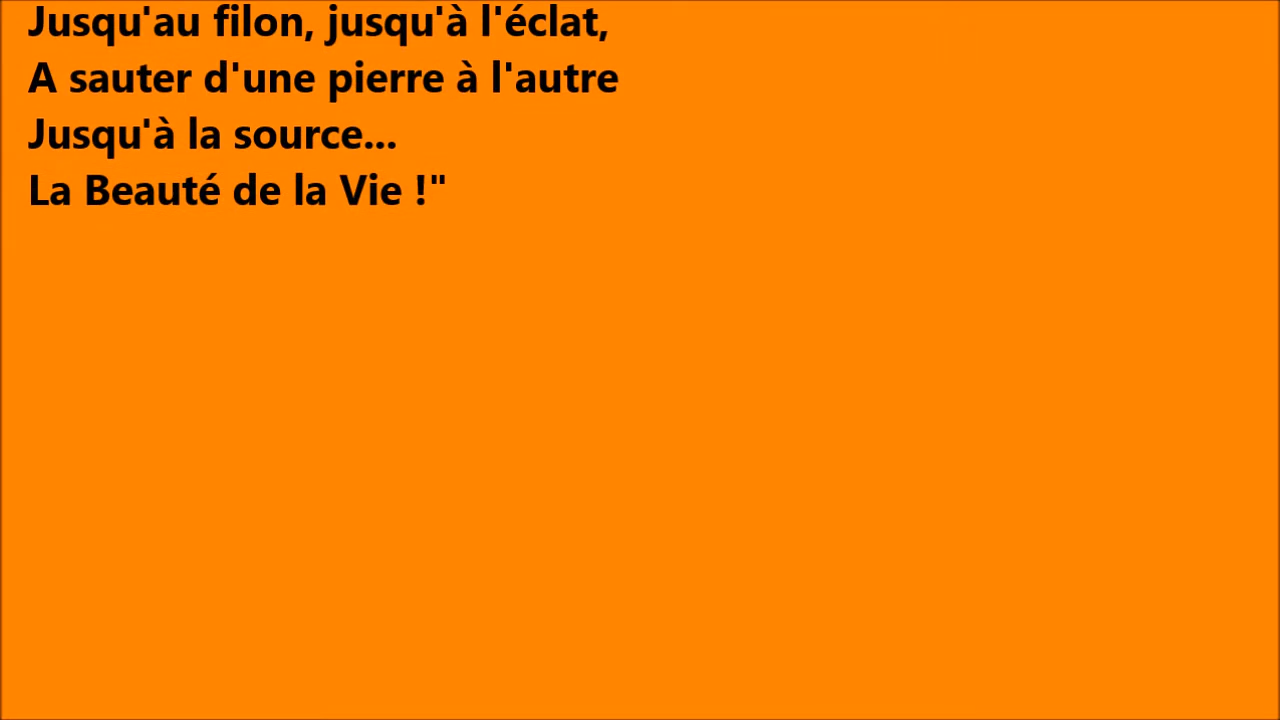 Jusqu'au filon, jusqu'à l'éclat,
A sauter d'une pierre à l'autre
Jusqu'à la source...
La Beauté de la Vie !"